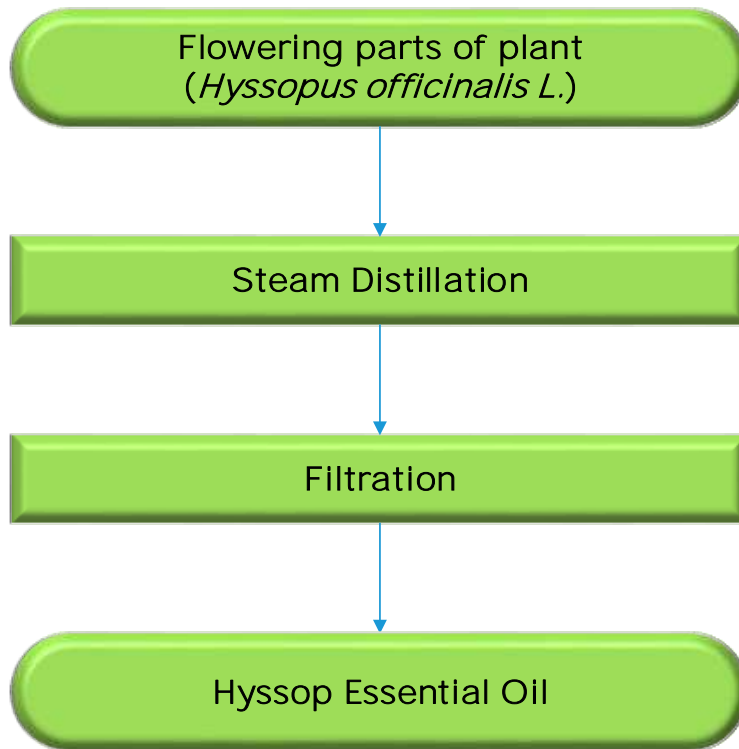 Flowering parts of plant
(Hyssopus officinalis L.)
Steam Distillation
Filtration
Hyssop Essential Oil